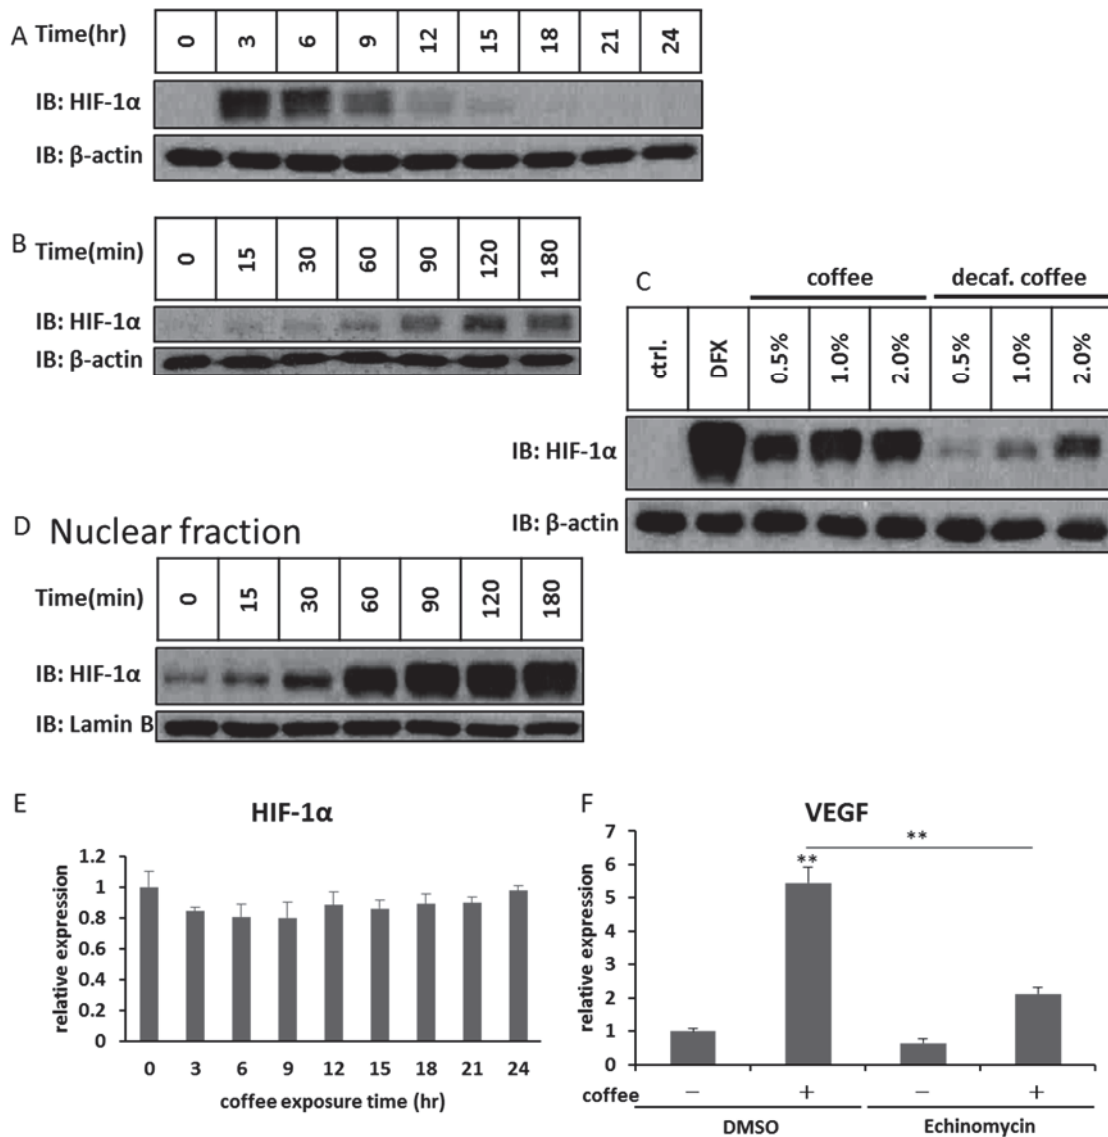 A Time(hr) 0 3 6 9 12 15 18 21 24
IB: HIF-1α
IB: β-actin
B Time(min) 0 15 30 60 90 120 180
IB: HIF-1α
IB: β-actin
C coffee decaf. coffee
ctrl. DFX 0.5% 1.0% 2.0% 0.5% 1.0% 2.0%
IB: HIF-1α
IB: β-actin
D Nuclear fraction
Time(min) 0 15 30 60 90 120 180
IB: HIF-1α
IB: Lamin B
E HIF-1α
relative expression
1.2
1
0.8
0.6
0.4
0.2
0
0 3 6 9 12 15 18 21 24
coffee exposure time (hr)
F VEGF
relative expression
7
6
5
4
3
2
1
0
**
**
coffee − + − +
DMSO Echinomycin